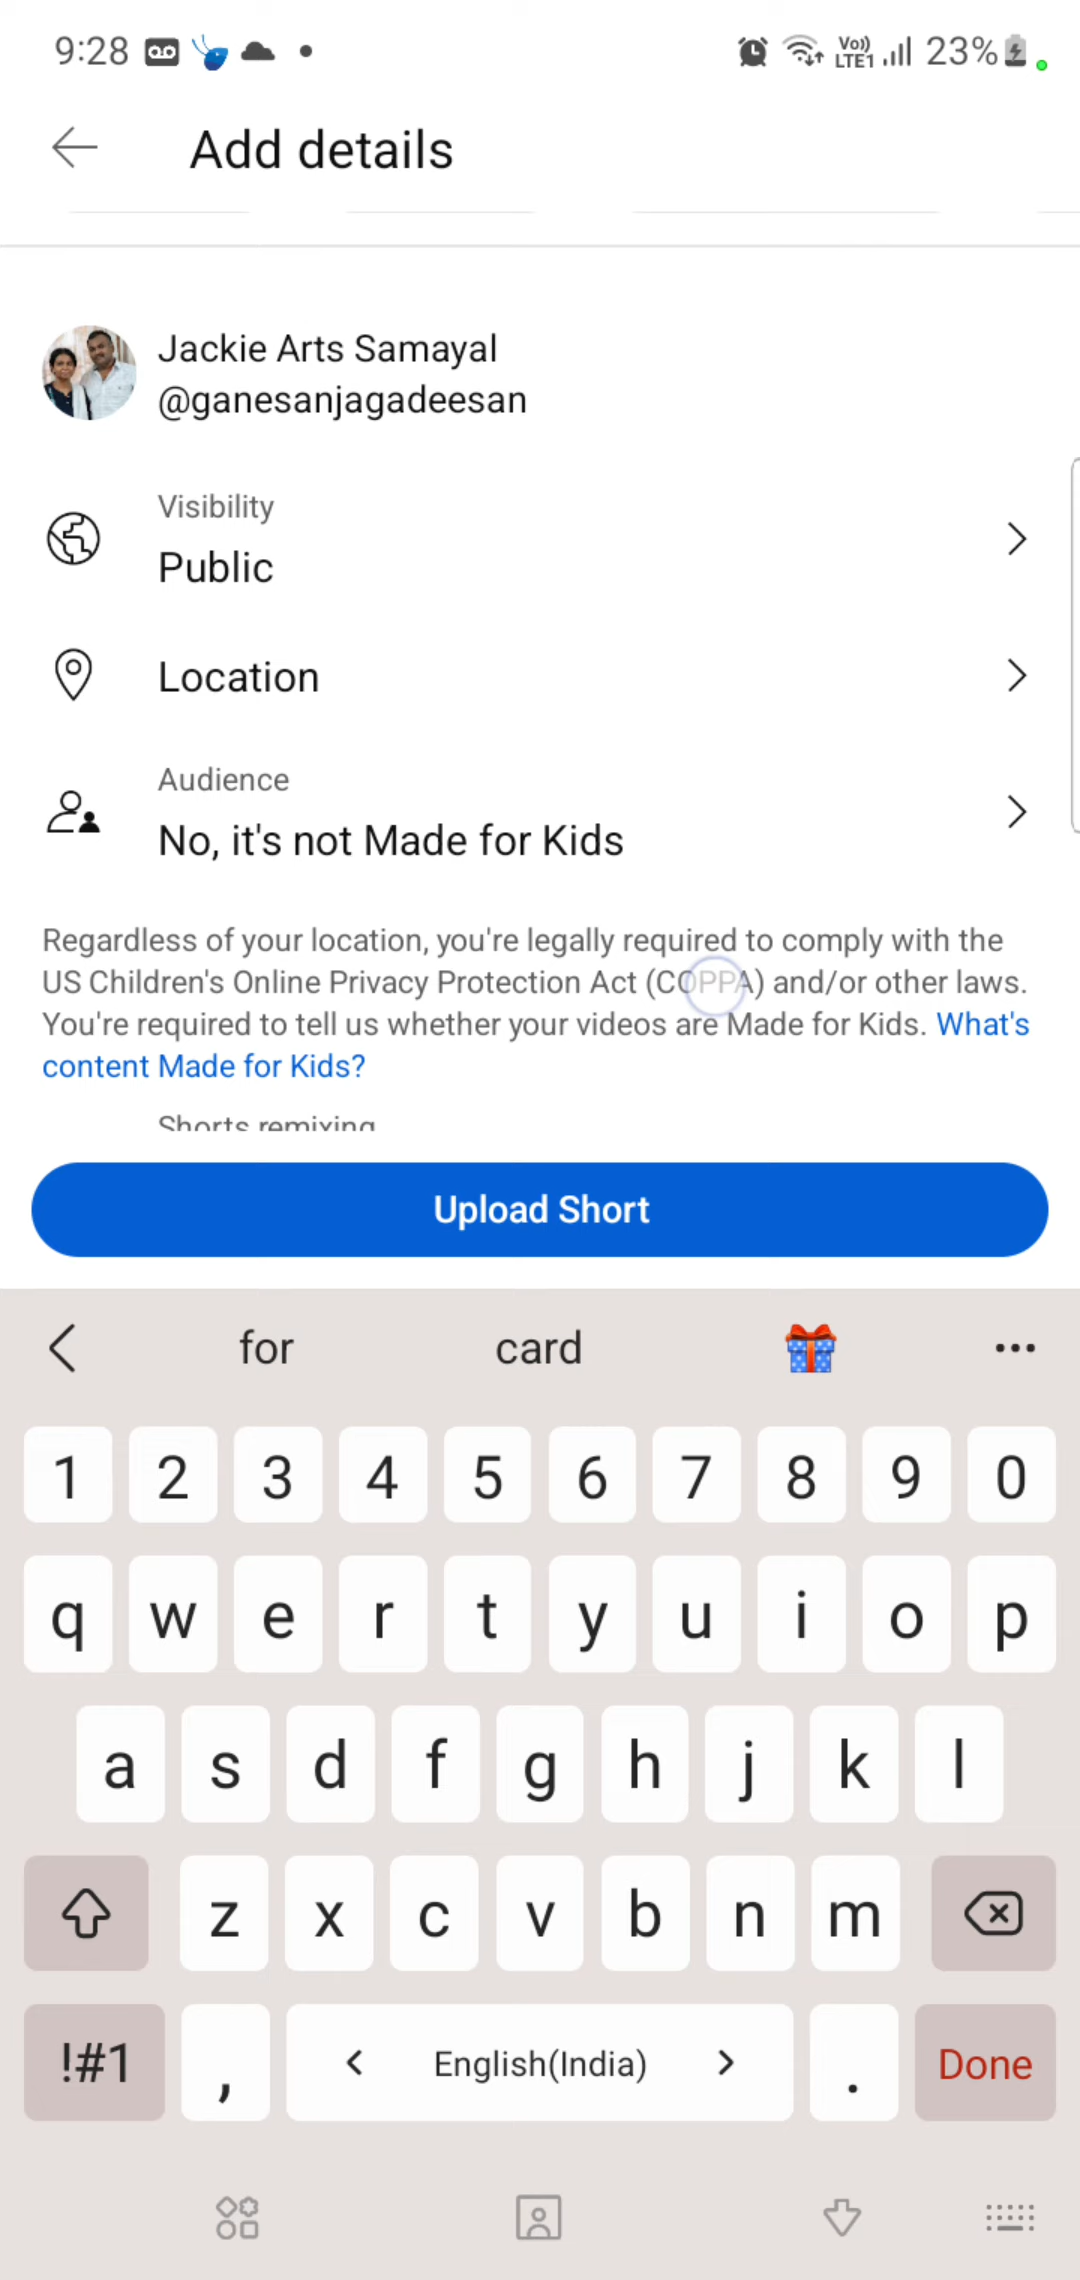 9:28 Vo)) LTE1 23%
Add details
Jackie Arts Samayal
@ganesanjagadeesan
Visibility
Public
Location
Audience
No, it's not Made for Kids
Regardless of your location, you're legally required to comply with the
US Children's Online Privacy Protection Act (COPPA) and/or other laws.
You're required to tell us whether your videos are Made for Kids. What's
content Made for Kids?
Shorts remixing
Upload Short
for card
1 2 3 4 5 6 7 8 9 0
q w e r t y u i o p
a s d f g h j k l
z x c v b n m
!#1 , < English(India) > . Done